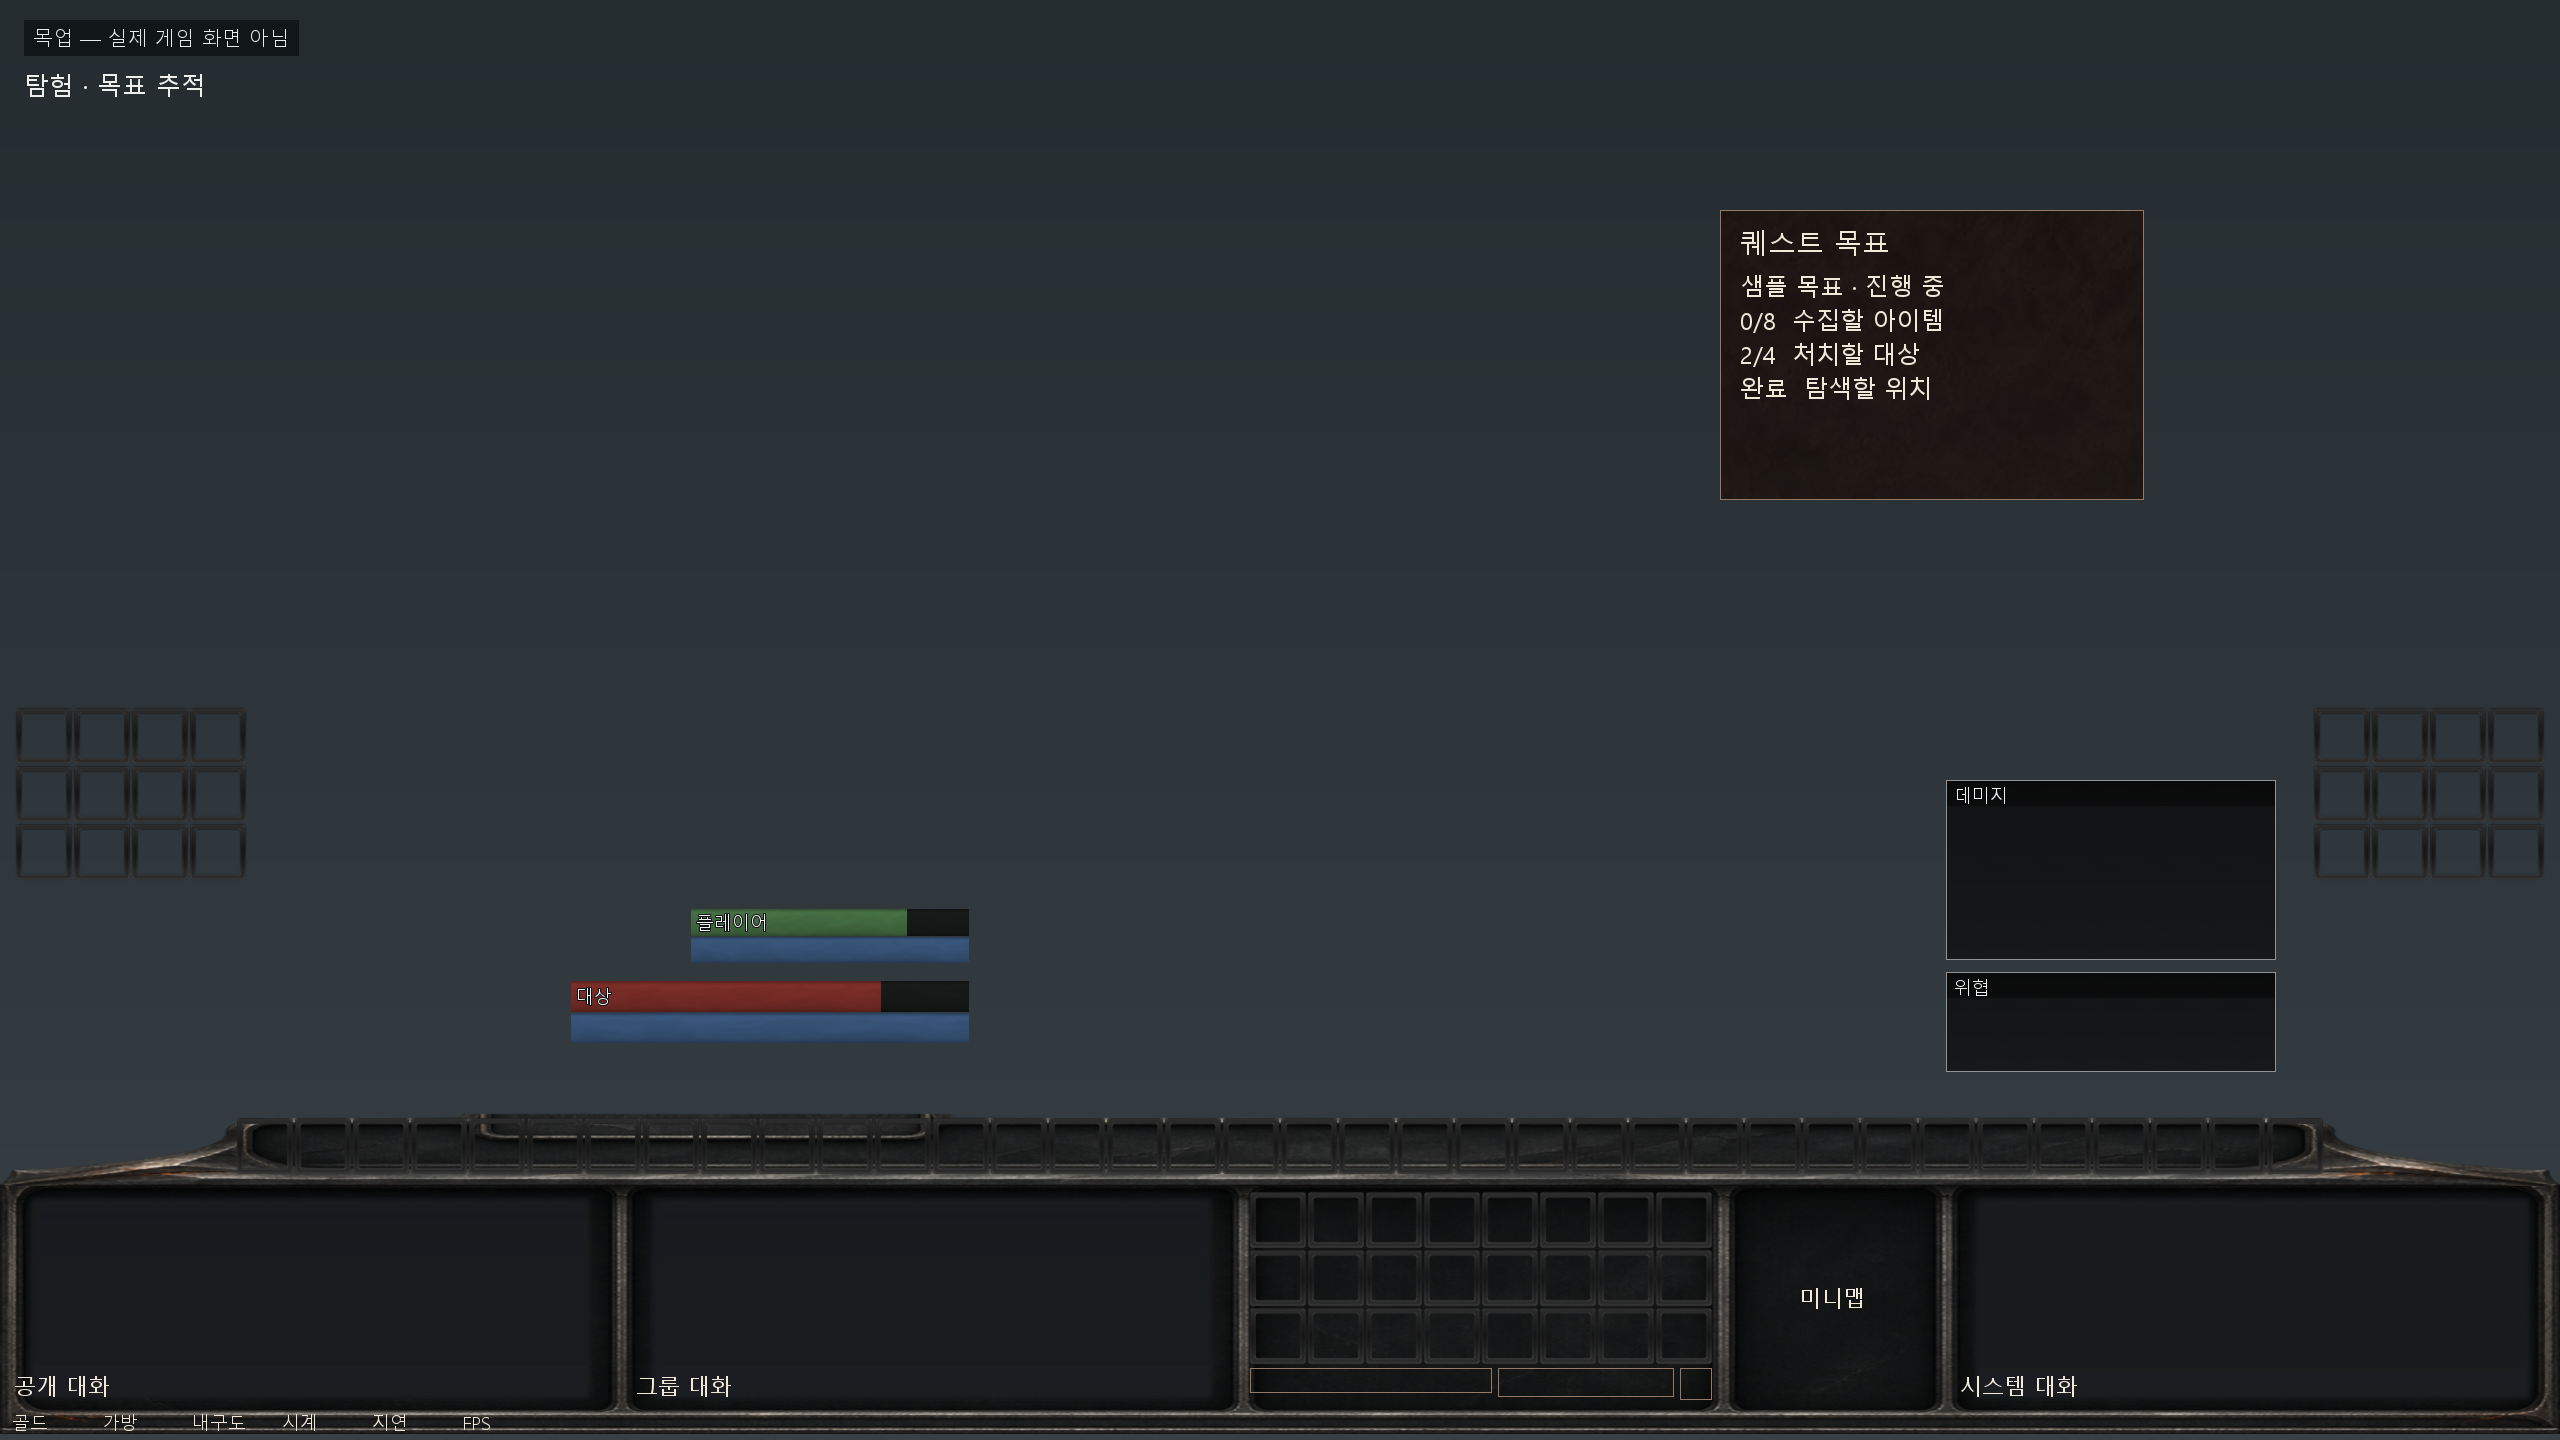 목업 — 실제 게임 화면 아님
탐험 · 목표 추적
퀘스트 목표
샘플 목표 · 진행 중
0/8 수집할 아이템
2/4 처치할 대상
완료 탐색할 위치
데미지
플레이어
위협
대상
미니맵
공개 대화
그룹 대화
시스템 대화
골드 가방 내구도 시계 지연 FPS